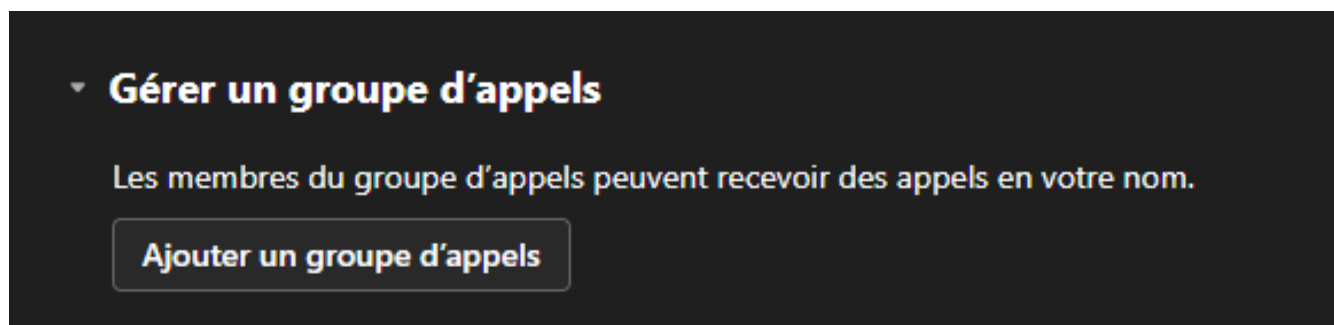 Gérer un groupe d’appels
Les membres du groupe d’appels peuvent recevoir des appels en votre nom.
Ajouter un groupe d’appels